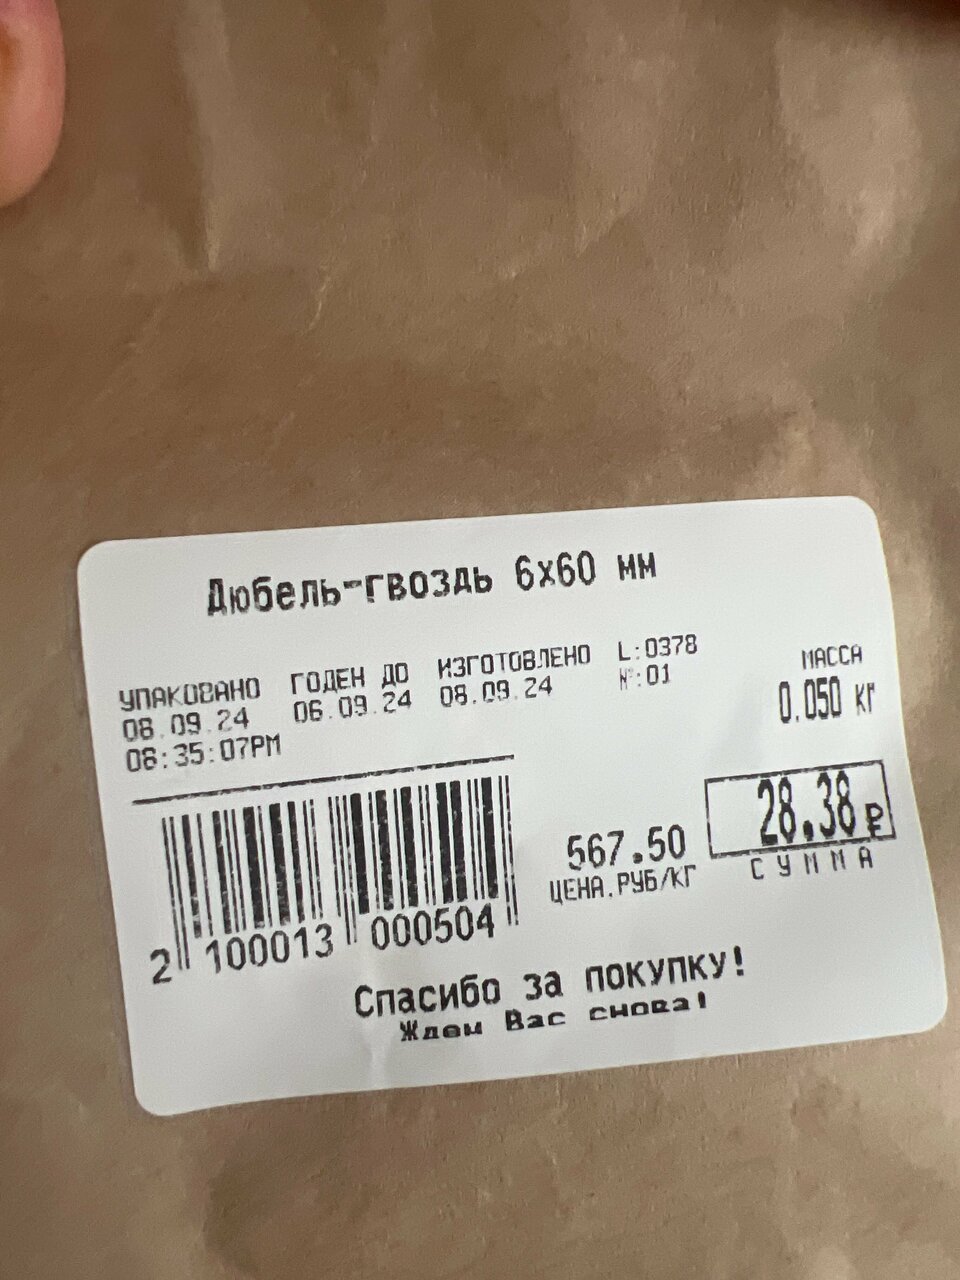 Дюбель-гвоздь 6х60 мм
УПАКОВАНО ГОДЕН ДО ИЗГОТОВЛЕНО L:0378
08.09.24 06.09.24 08.09.24 №:01
06:35:07PM
МАССА
0.050 кг
28.38 ₽
СУММА
567.50
ЦЕНА.РУБ/КГ
2 100013 000504
Спасибо за покупку!
Ждем Вас снова!